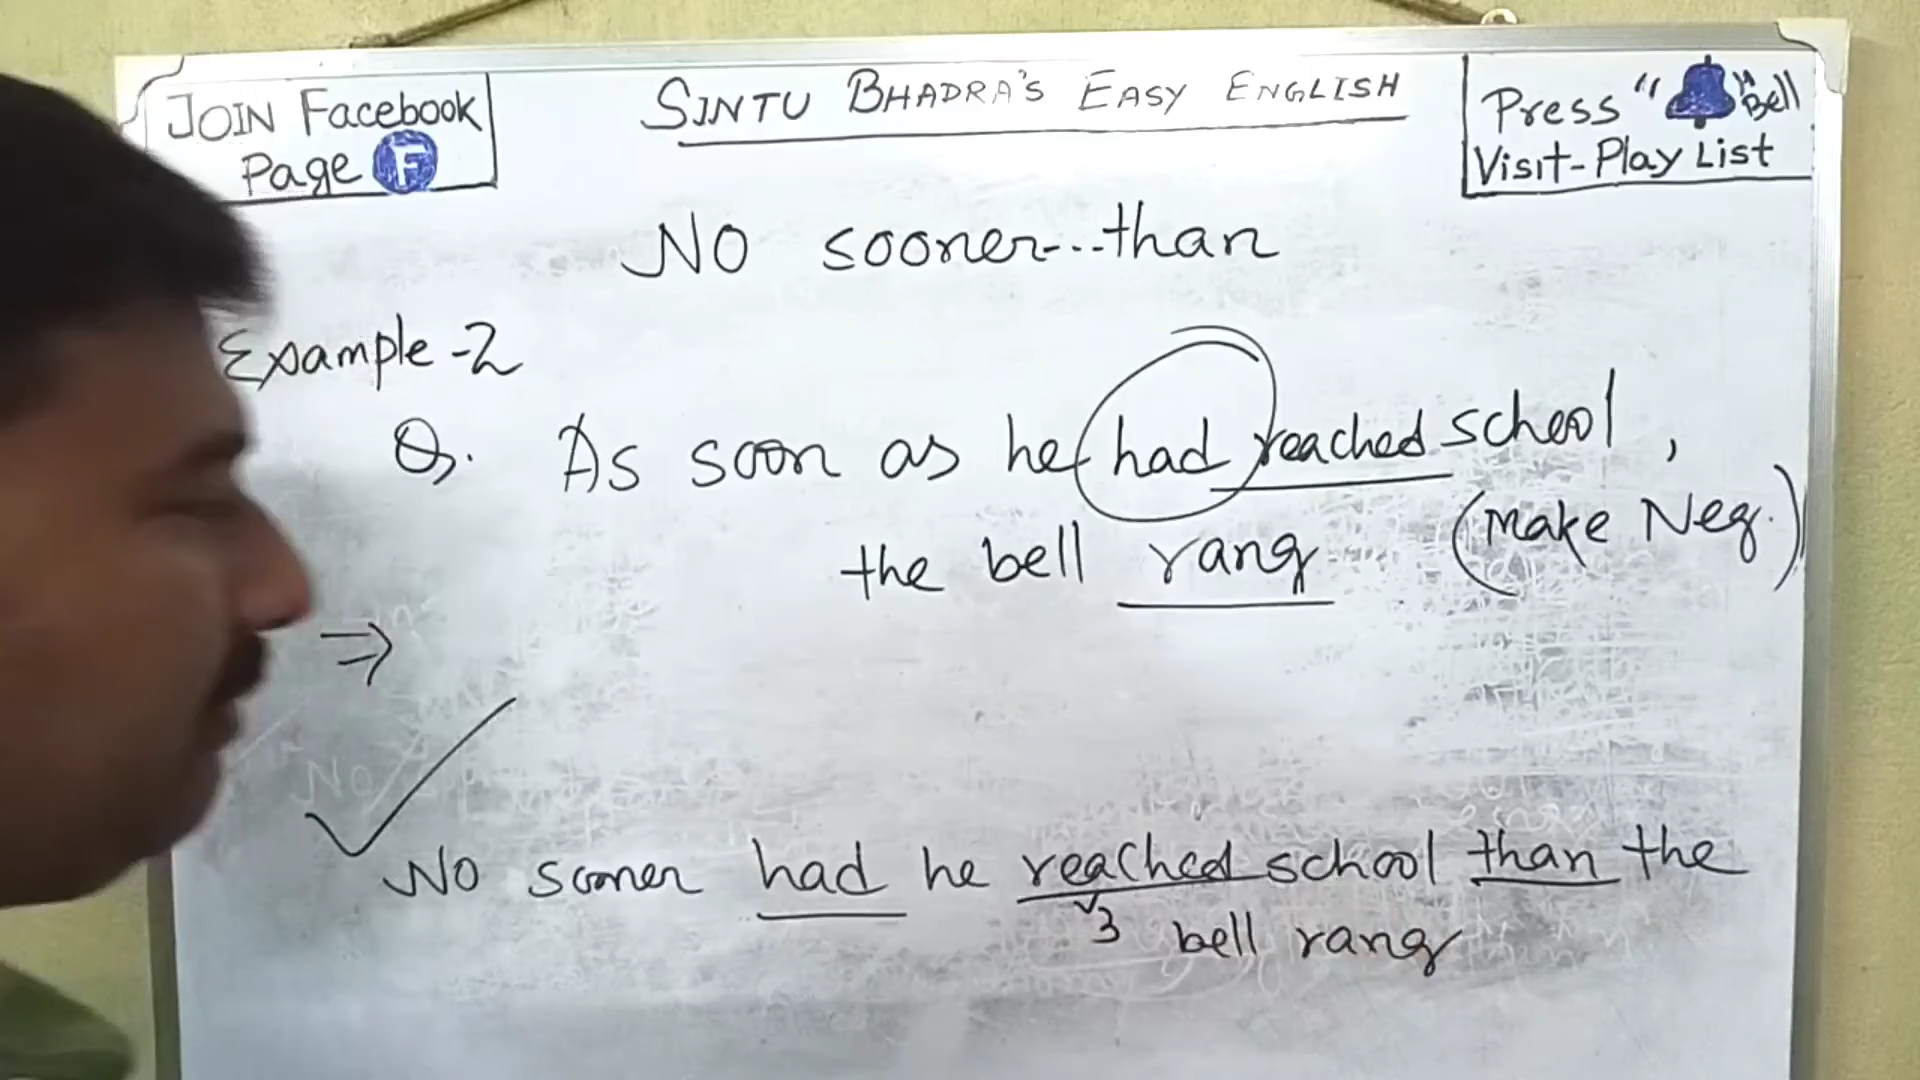 JOIN Facebook
Page F
SINTU BHADRA'S EASY ENGLISH
Press " " Bell
Visit-Play List
NO sooner...than
Example-2
Q. As soon as he had reached school,
the bell rang (Make Neg.)
⇒
No sooner had he reached school than the
v3 bell rang